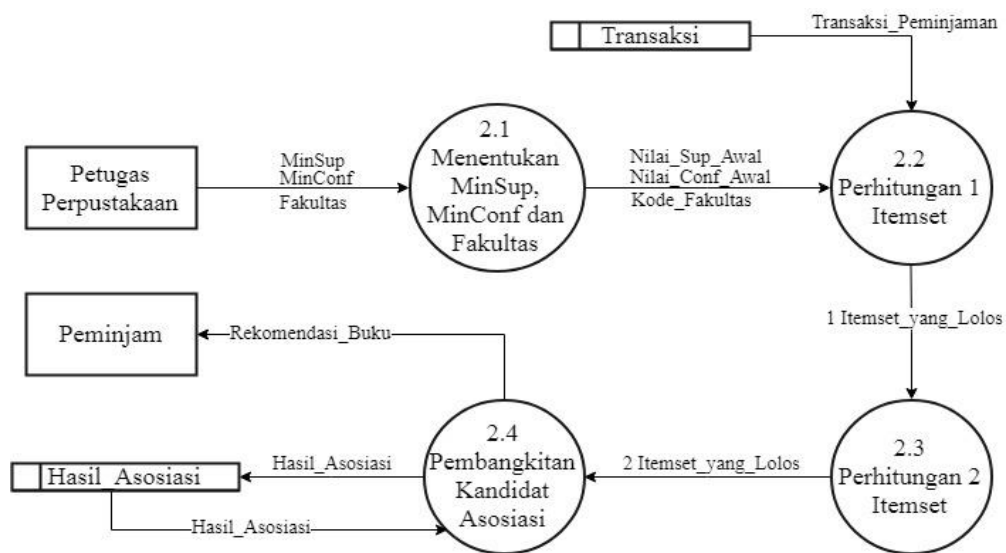 Transaksi
Transaksi_Peminjaman
Petugas
Perpustakaan
MinSup
MinConf
Fakultas
2.1
Menentukan
MinSup,
MinConf dan
Fakultas
Nilai_Sup_Awal
Nilai_Conf_Awal
Kode_Fakultas
2.2
Perhitungan 1
Itemset
1 Itemset_yang_Lolos
Peminjam
Rekomendasi_Buku
2.3
Perhitungan 2
Itemset
2 Itemset_yang_Lolos
2.4
Pembangkitan
Kandidat
Asosiasi
Hasil_Asosiasi
Hasil_Asosiasi
Hasil_Asosiasi